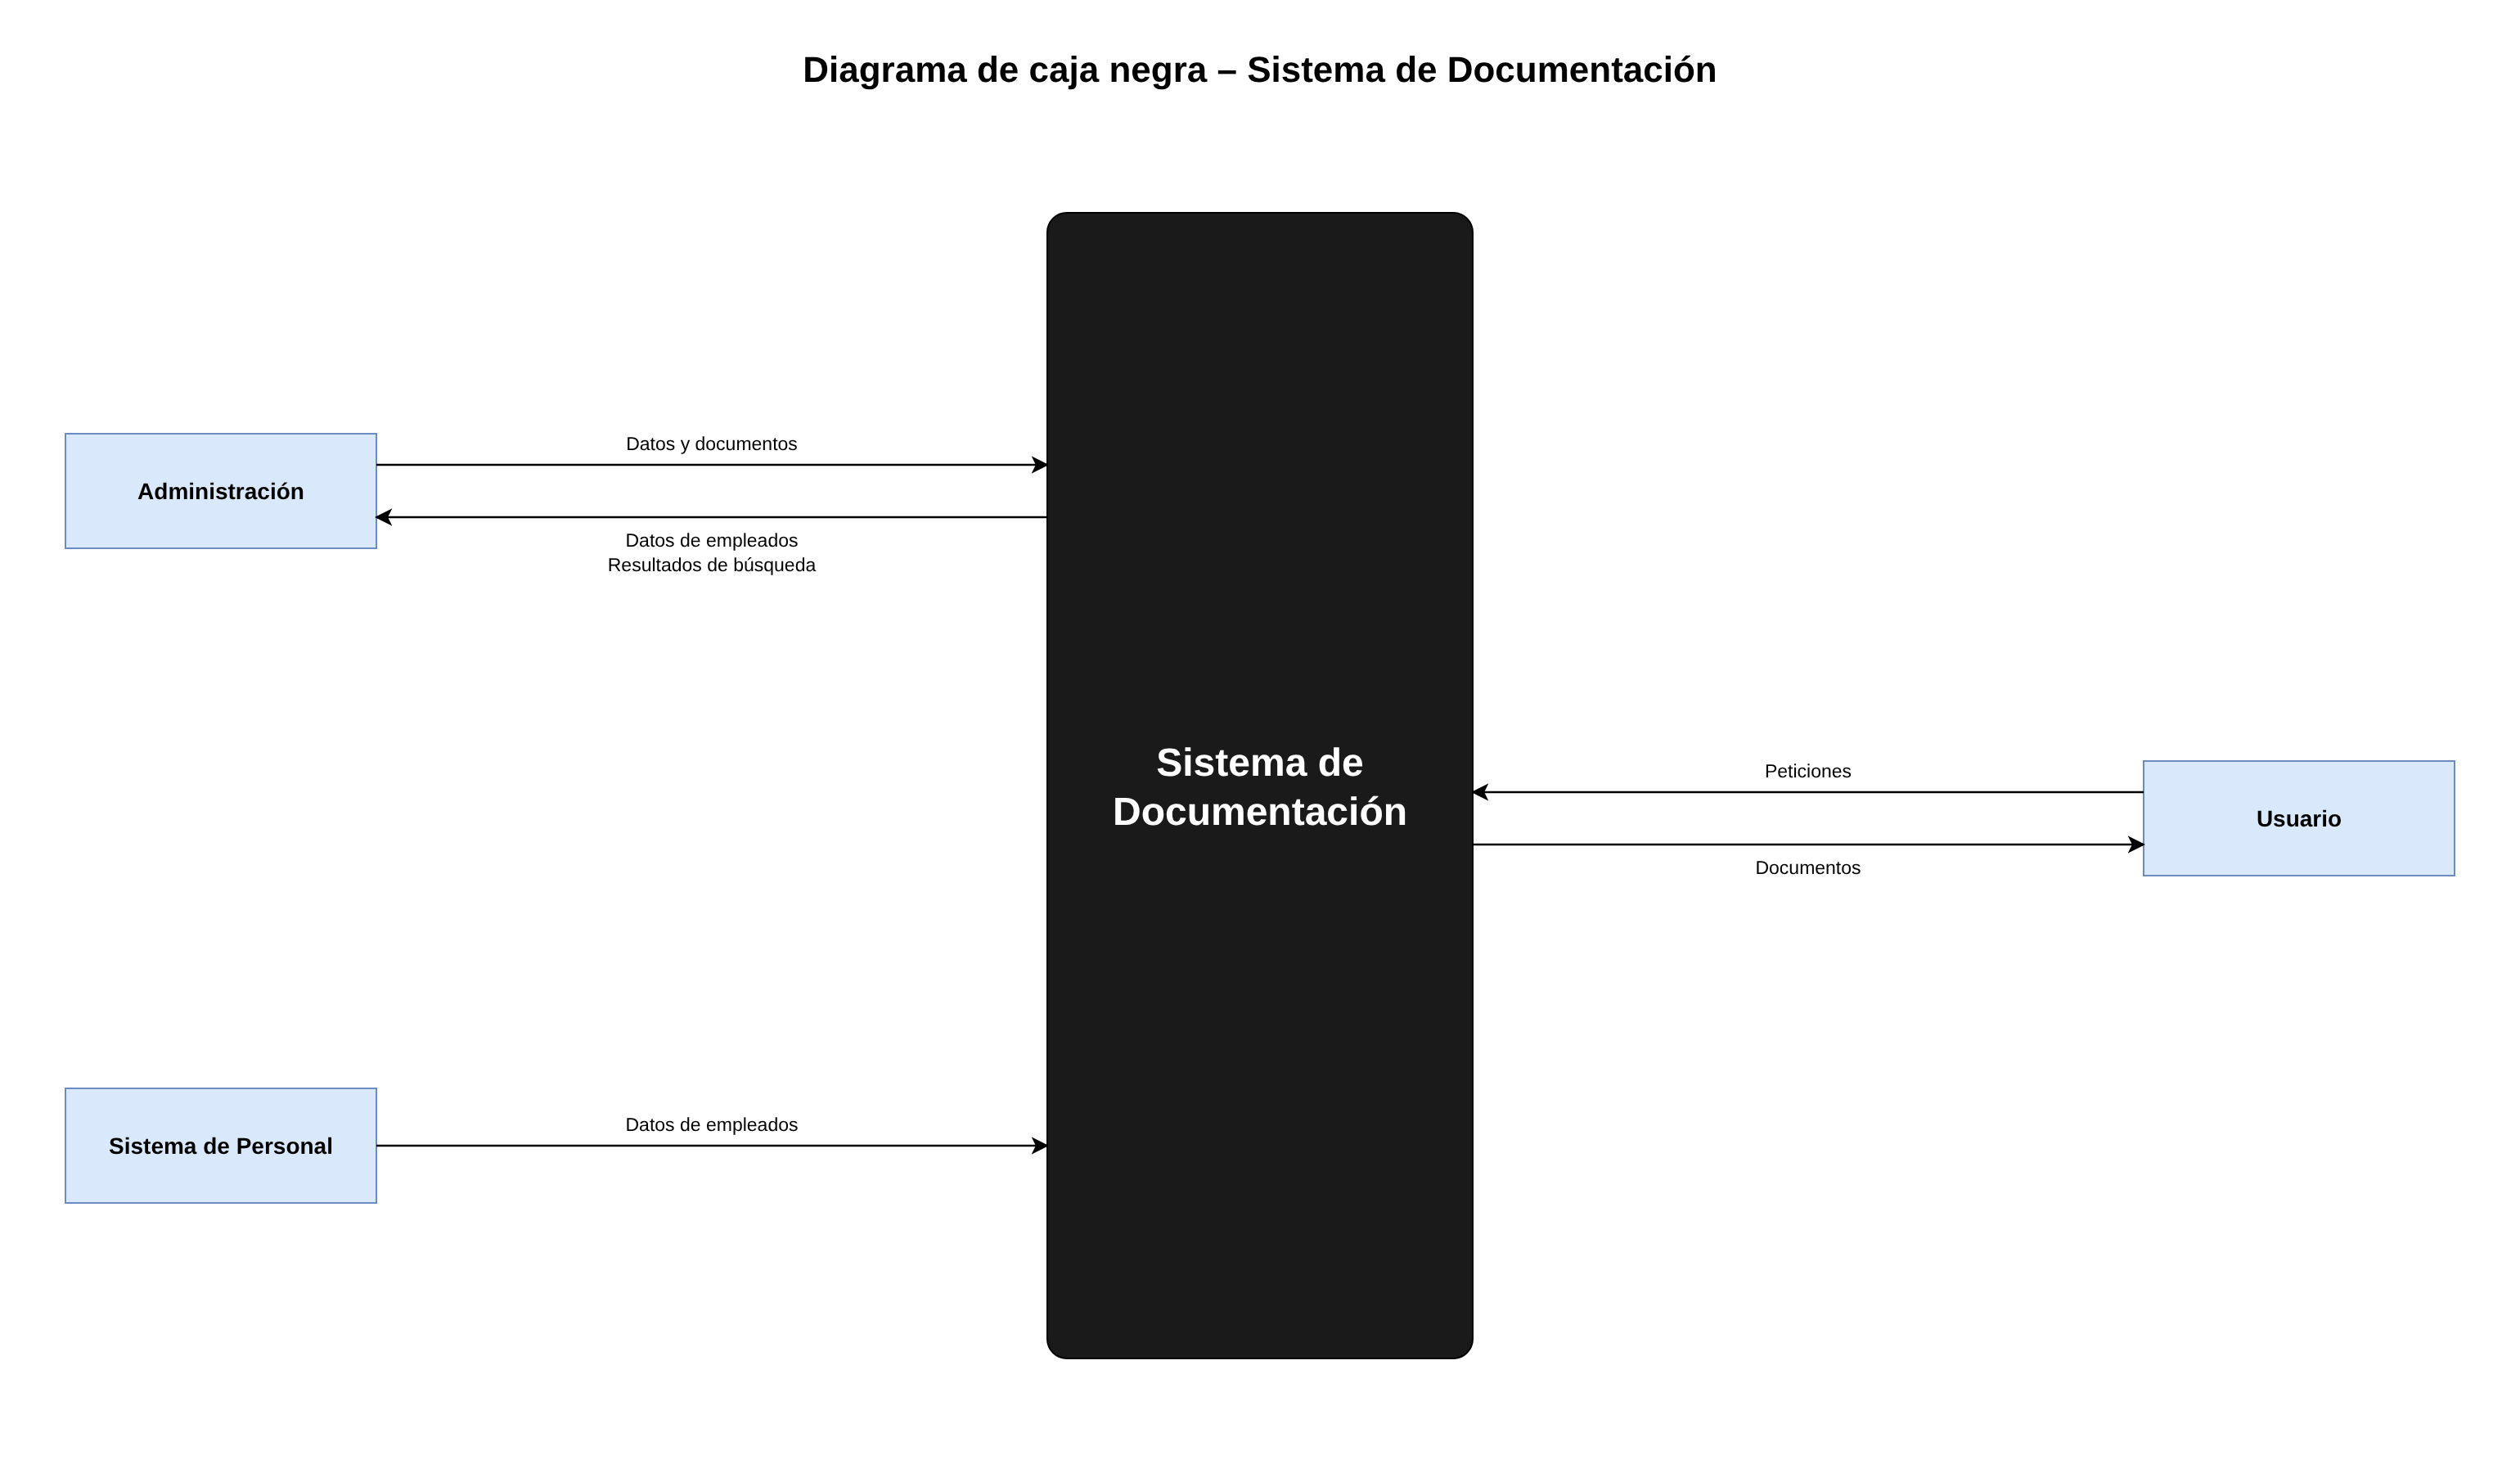 Diagrama de caja negra – Sistema de Documentación
Datos y documentos
Administración
Datos de empleados
Resultados de búsqueda
Sistema de
Documentación
Peticiones
Usuario
Documentos
Datos de empleados
Sistema de Personal